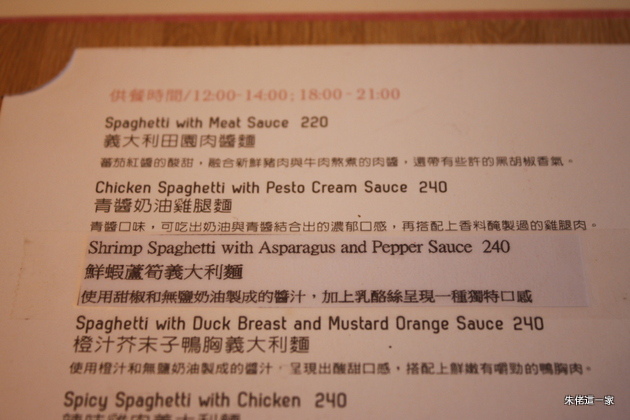 供餐時間/12:00-14:00;18:00-21:00
Spaghetti with Meat Sauce 220
義大利田園肉醬麵
蕃茄紅醬的酸甜，融合新鮮豬肉與牛肉熬煮的肉醬，還帶有些許的黑胡椒香氣。
Chicken Spaghetti with Pesto Cream Sauce 240
青醬奶油雞腿麵
青醬口味，可吃出奶油與青醬結合出的濃郁口感，再搭配上香料醃製過的雞腿肉。
Shrimp Spaghetti with Asparagus and Pepper Sauce 240
鮮蝦蘆筍義大利麵
使用甜椒和無鹽奶油製成的醬汁，加上乳酪絲呈現一種獨特口感
Spaghetti with Duck Breast and Mustard Orange Sauce 240
橙汁芥末子鴨胸義大利麵
使用橙汁和無鹽奶油製成的醬汁，呈現出酸甜口感，搭配上鮮嫩有嚼勁的鴨胸肉。
Spicy Spaghetti with Chicken 240
辣味雞肉義大利麵
朱佬這一家